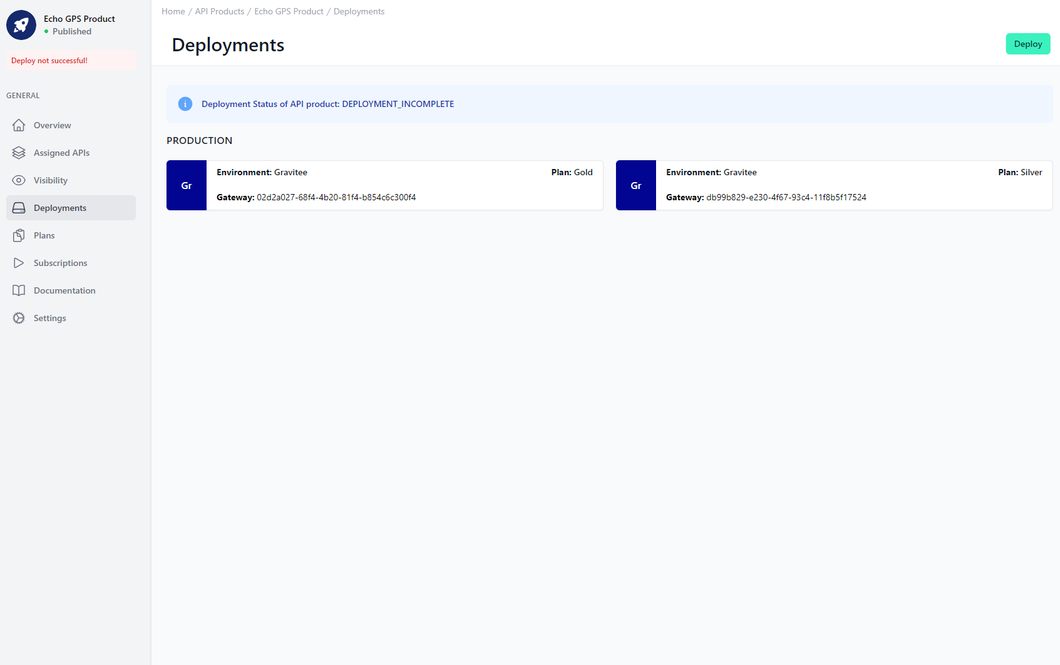 Echo GPS Product
Published
Deploy not successful!
GENERAL
Overview
Assigned APIs
Visibility
Deployments
Plans
Subscriptions
Documentation
Settings
Home / API Products / Echo GPS Product / Deployments
Deployments
Deploy
Deployment Status of API product: DEPLOYMENT_INCOMPLETE
PRODUCTION
Gr
Environment: Gravitee
Plan: Gold
Gateway: 02d2a027-68f4-4b20-81f4-b854c6c300f4
Gr
Environment: Gravitee
Plan: Silver
Gateway: db99b829-e230-4f67-93c4-11f8b5f17524